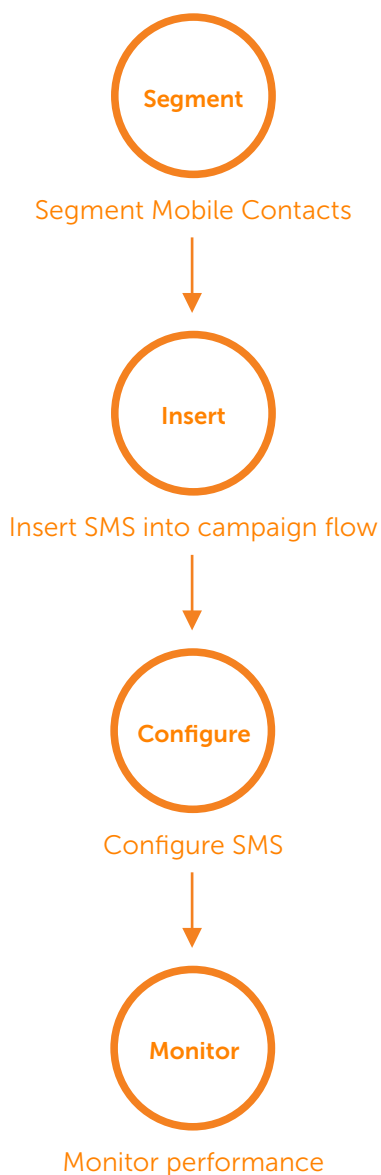 Segment
Segment Mobile Contacts
Insert
Insert SMS into campaign flow
Configure
Configure SMS
Monitor
Monitor performance